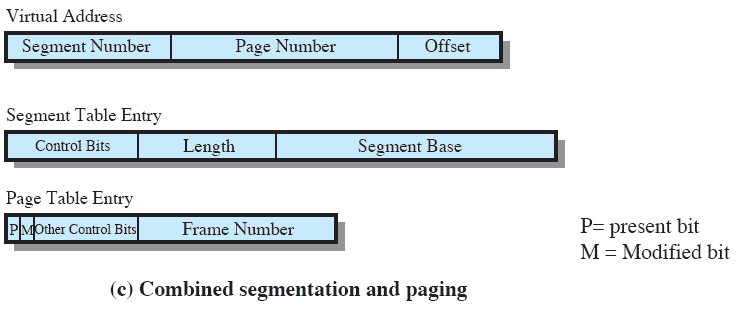 Virtual Address
Segment Number Page Number Offset
Segment Table Entry
Control Bits Length Segment Base
Page Table Entry
P M Other Control Bits Frame Number
P= present bit
M = Modified bit
(c) Combined segmentation and paging